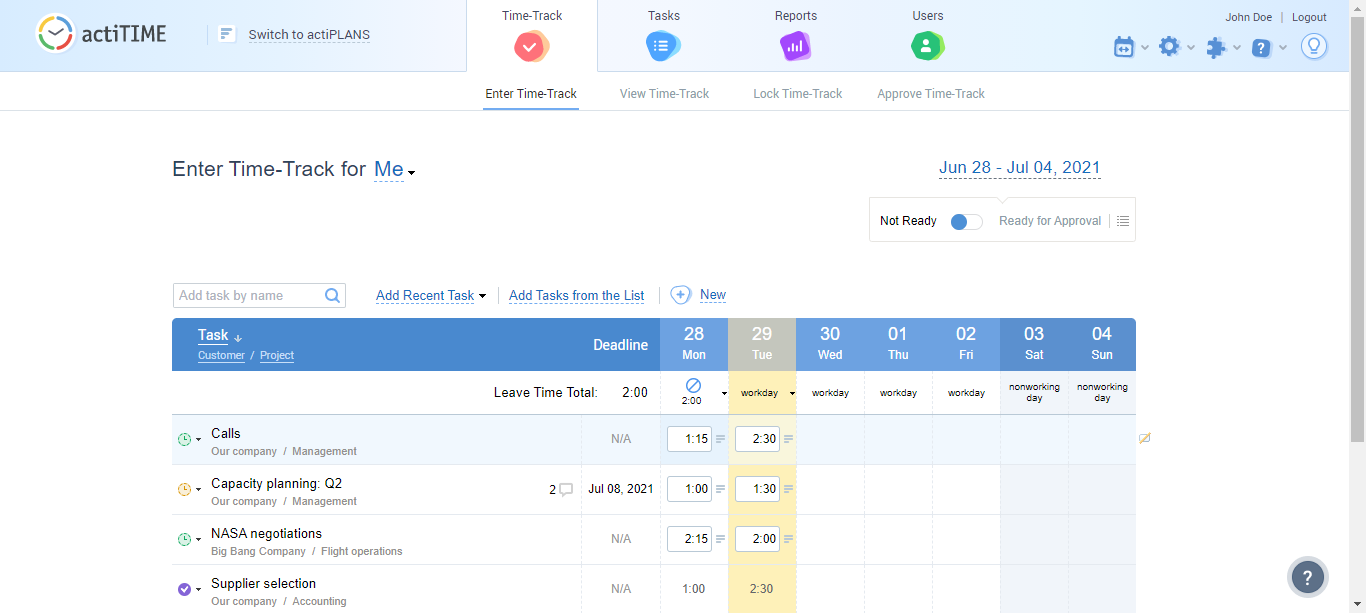 actiTIME
Switch to actiPLANS
Time-Track
Tasks
Reports
Users
John Doe | Logout
Enter Time-Track
View Time-Track
Lock Time-Track
Approve Time-Track
Enter Time-Track for Me
Jun 28 - Jul 04, 2021
Not Ready
Ready for Approval
Add task by name
Add Recent Task
Add Tasks from the List
New
Task
Customer / Project
Deadline
28
Mon
29
Tue
30
Wed
01
Thu
02
Fri
03
Sat
04
Sun
Leave Time Total: 2:00
2:00
workday
workday
workday
workday
nonworking
day
nonworking
day
Calls
Our company / Management
N/A
1:15
2:30
Capacity planning: Q2
Our company / Management
2
Jul 08, 2021
1:00
1:30
NASA negotiations
Big Bang Company / Flight operations
N/A
2:15
2:00
Supplier selection
Our company / Accounting
N/A
1:00
2:30
?
?